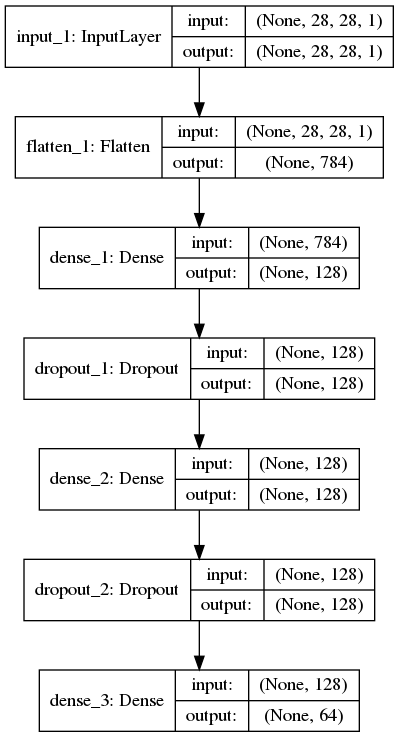 input_1: InputLayer
input:
(None, 28, 28, 1)
output:
(None, 28, 28, 1)
flatten_1: Flatten
input:
(None, 28, 28, 1)
output:
(None, 784)
dense_1: Dense
input:
(None, 784)
output:
(None, 128)
dropout_1: Dropout
input:
(None, 128)
output:
(None, 128)
dense_2: Dense
input:
(None, 128)
output:
(None, 128)
dropout_2: Dropout
input:
(None, 128)
output:
(None, 128)
dense_3: Dense
input:
(None, 128)
output:
(None, 64)